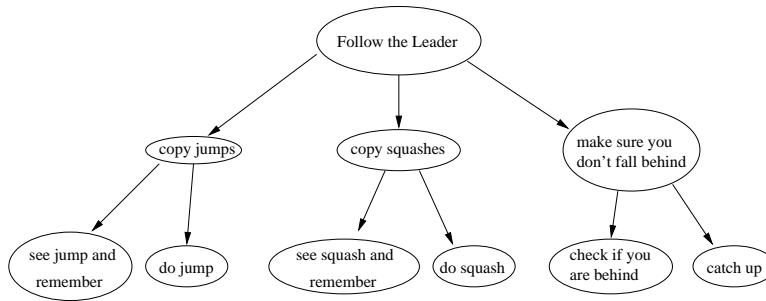 Follow the Leader
copy jumps
copy squashes
make sure you
don't fall behind
see jump and
remember
do jump
see squash and
remember
do squash
check if you
are behind
catch up